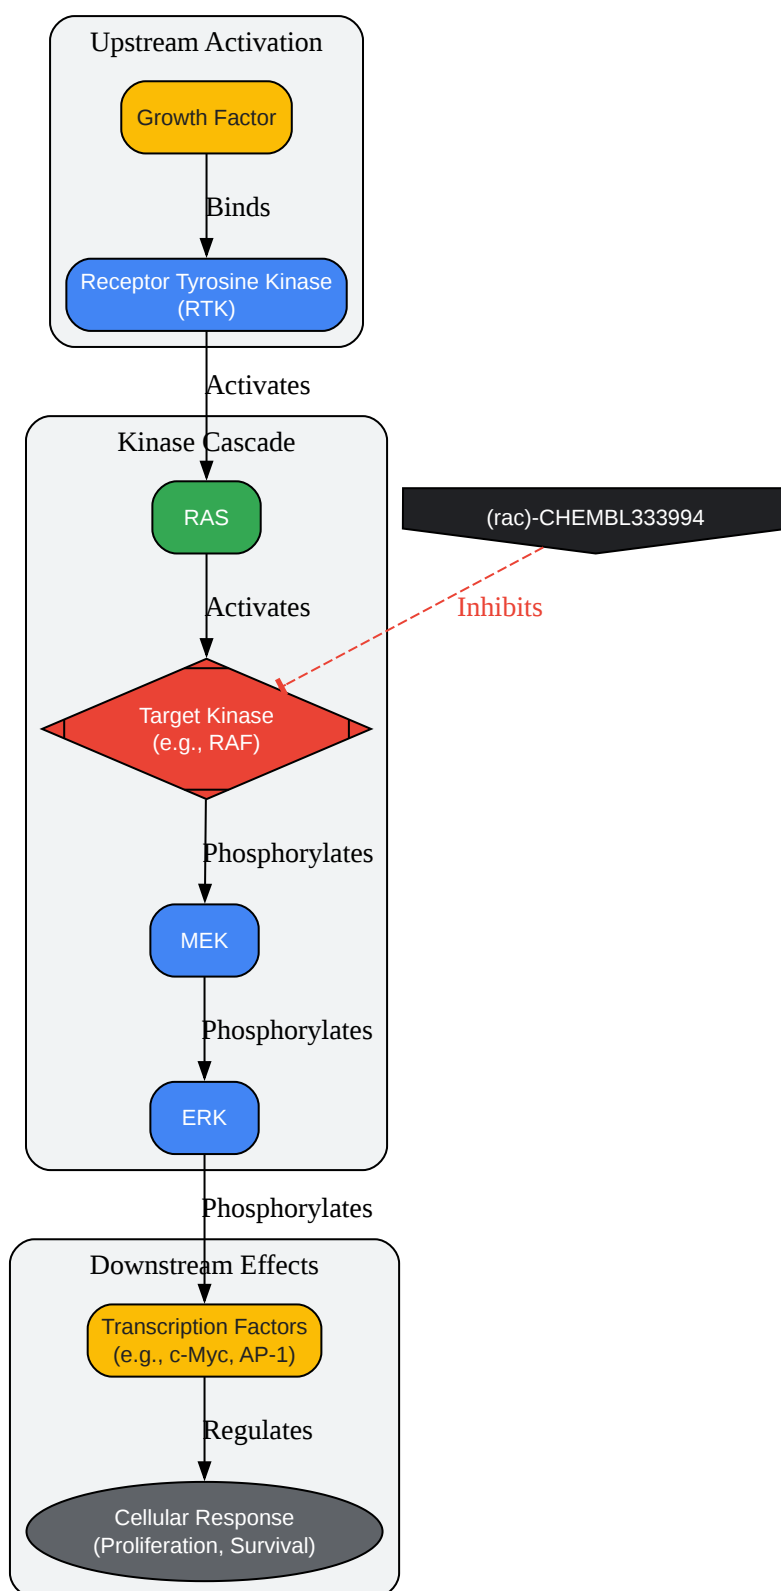 Upstream Activation
Growth Factor
Binds
Receptor Tyrosine Kinase
(RTK)
Activates
Kinase Cascade
RAS
(rac)-CHEMBL333994
Activates
Inhibits
Target Kinase
(e.g., RAF)
Phosphorylates
MEK
Phosphorylates
ERK
Phosphorylates
Downstream Effects
Transcription Factors
(e.g., c-Myc, AP-1)
Regulates
Cellular Response
(Proliferation, Survival)